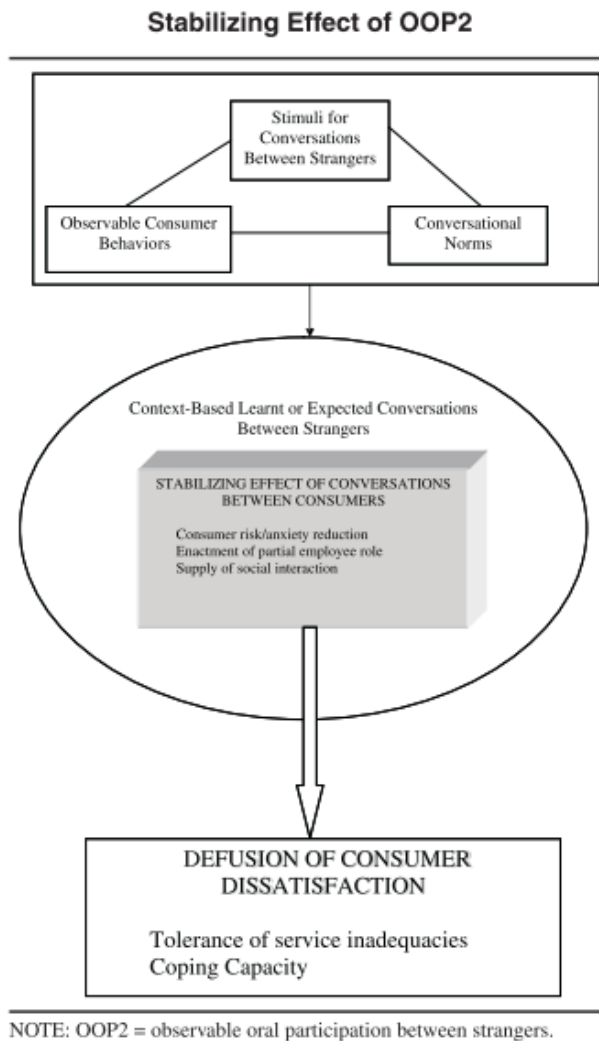 Stabilizing Effect of OOP2
Stimuli for
Conversations
Between Strangers
Observable Consumer
Behaviors
Conversational
Norms
Context-Based Learnt or Expected Conversations
Between Strangers
STABILIZING EFFECT OF CONVERSATIONS
BETWEEN CONSUMERS
Consumer risk/anxiety reduction
Enactment of partial employee role
Supply of social interaction
DEFUSION OF CONSUMER
DISSATISFACTION
Tolerance of service inadequacies
Coping Capacity
NOTE: OOP2 = observable oral participation between strangers.